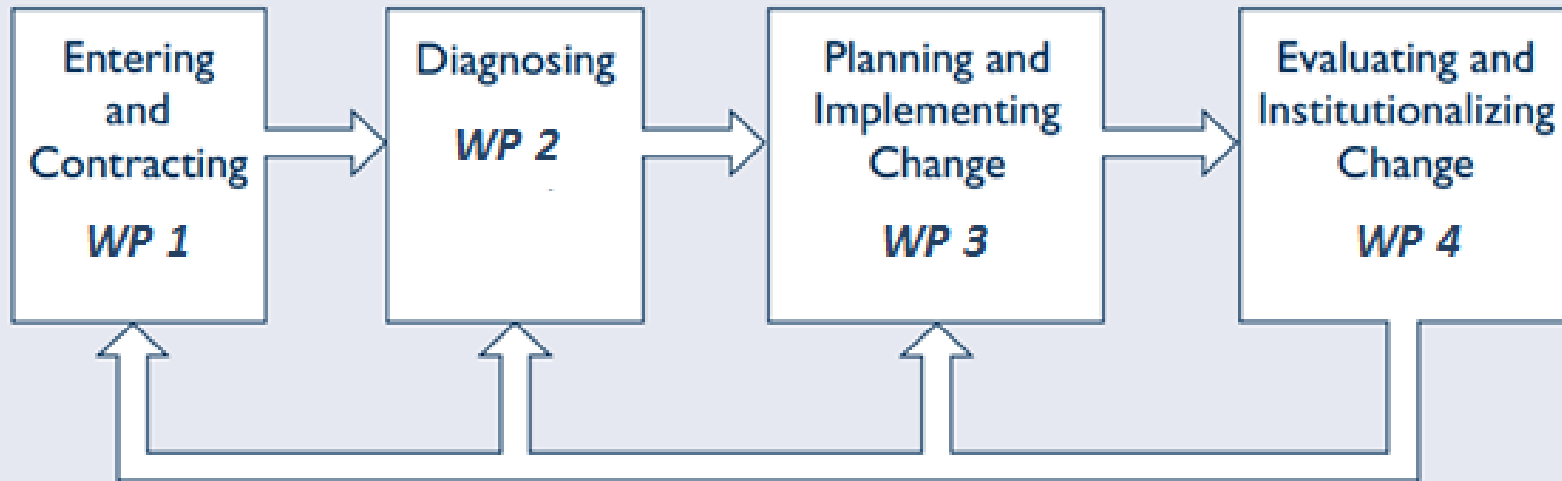 Entering
and
Contracting
WP 1
Diagnosing
WP 2
Planning and
Implementing
Change
WP 3
Evaluating and
Institutionalizing
Change
WP 4